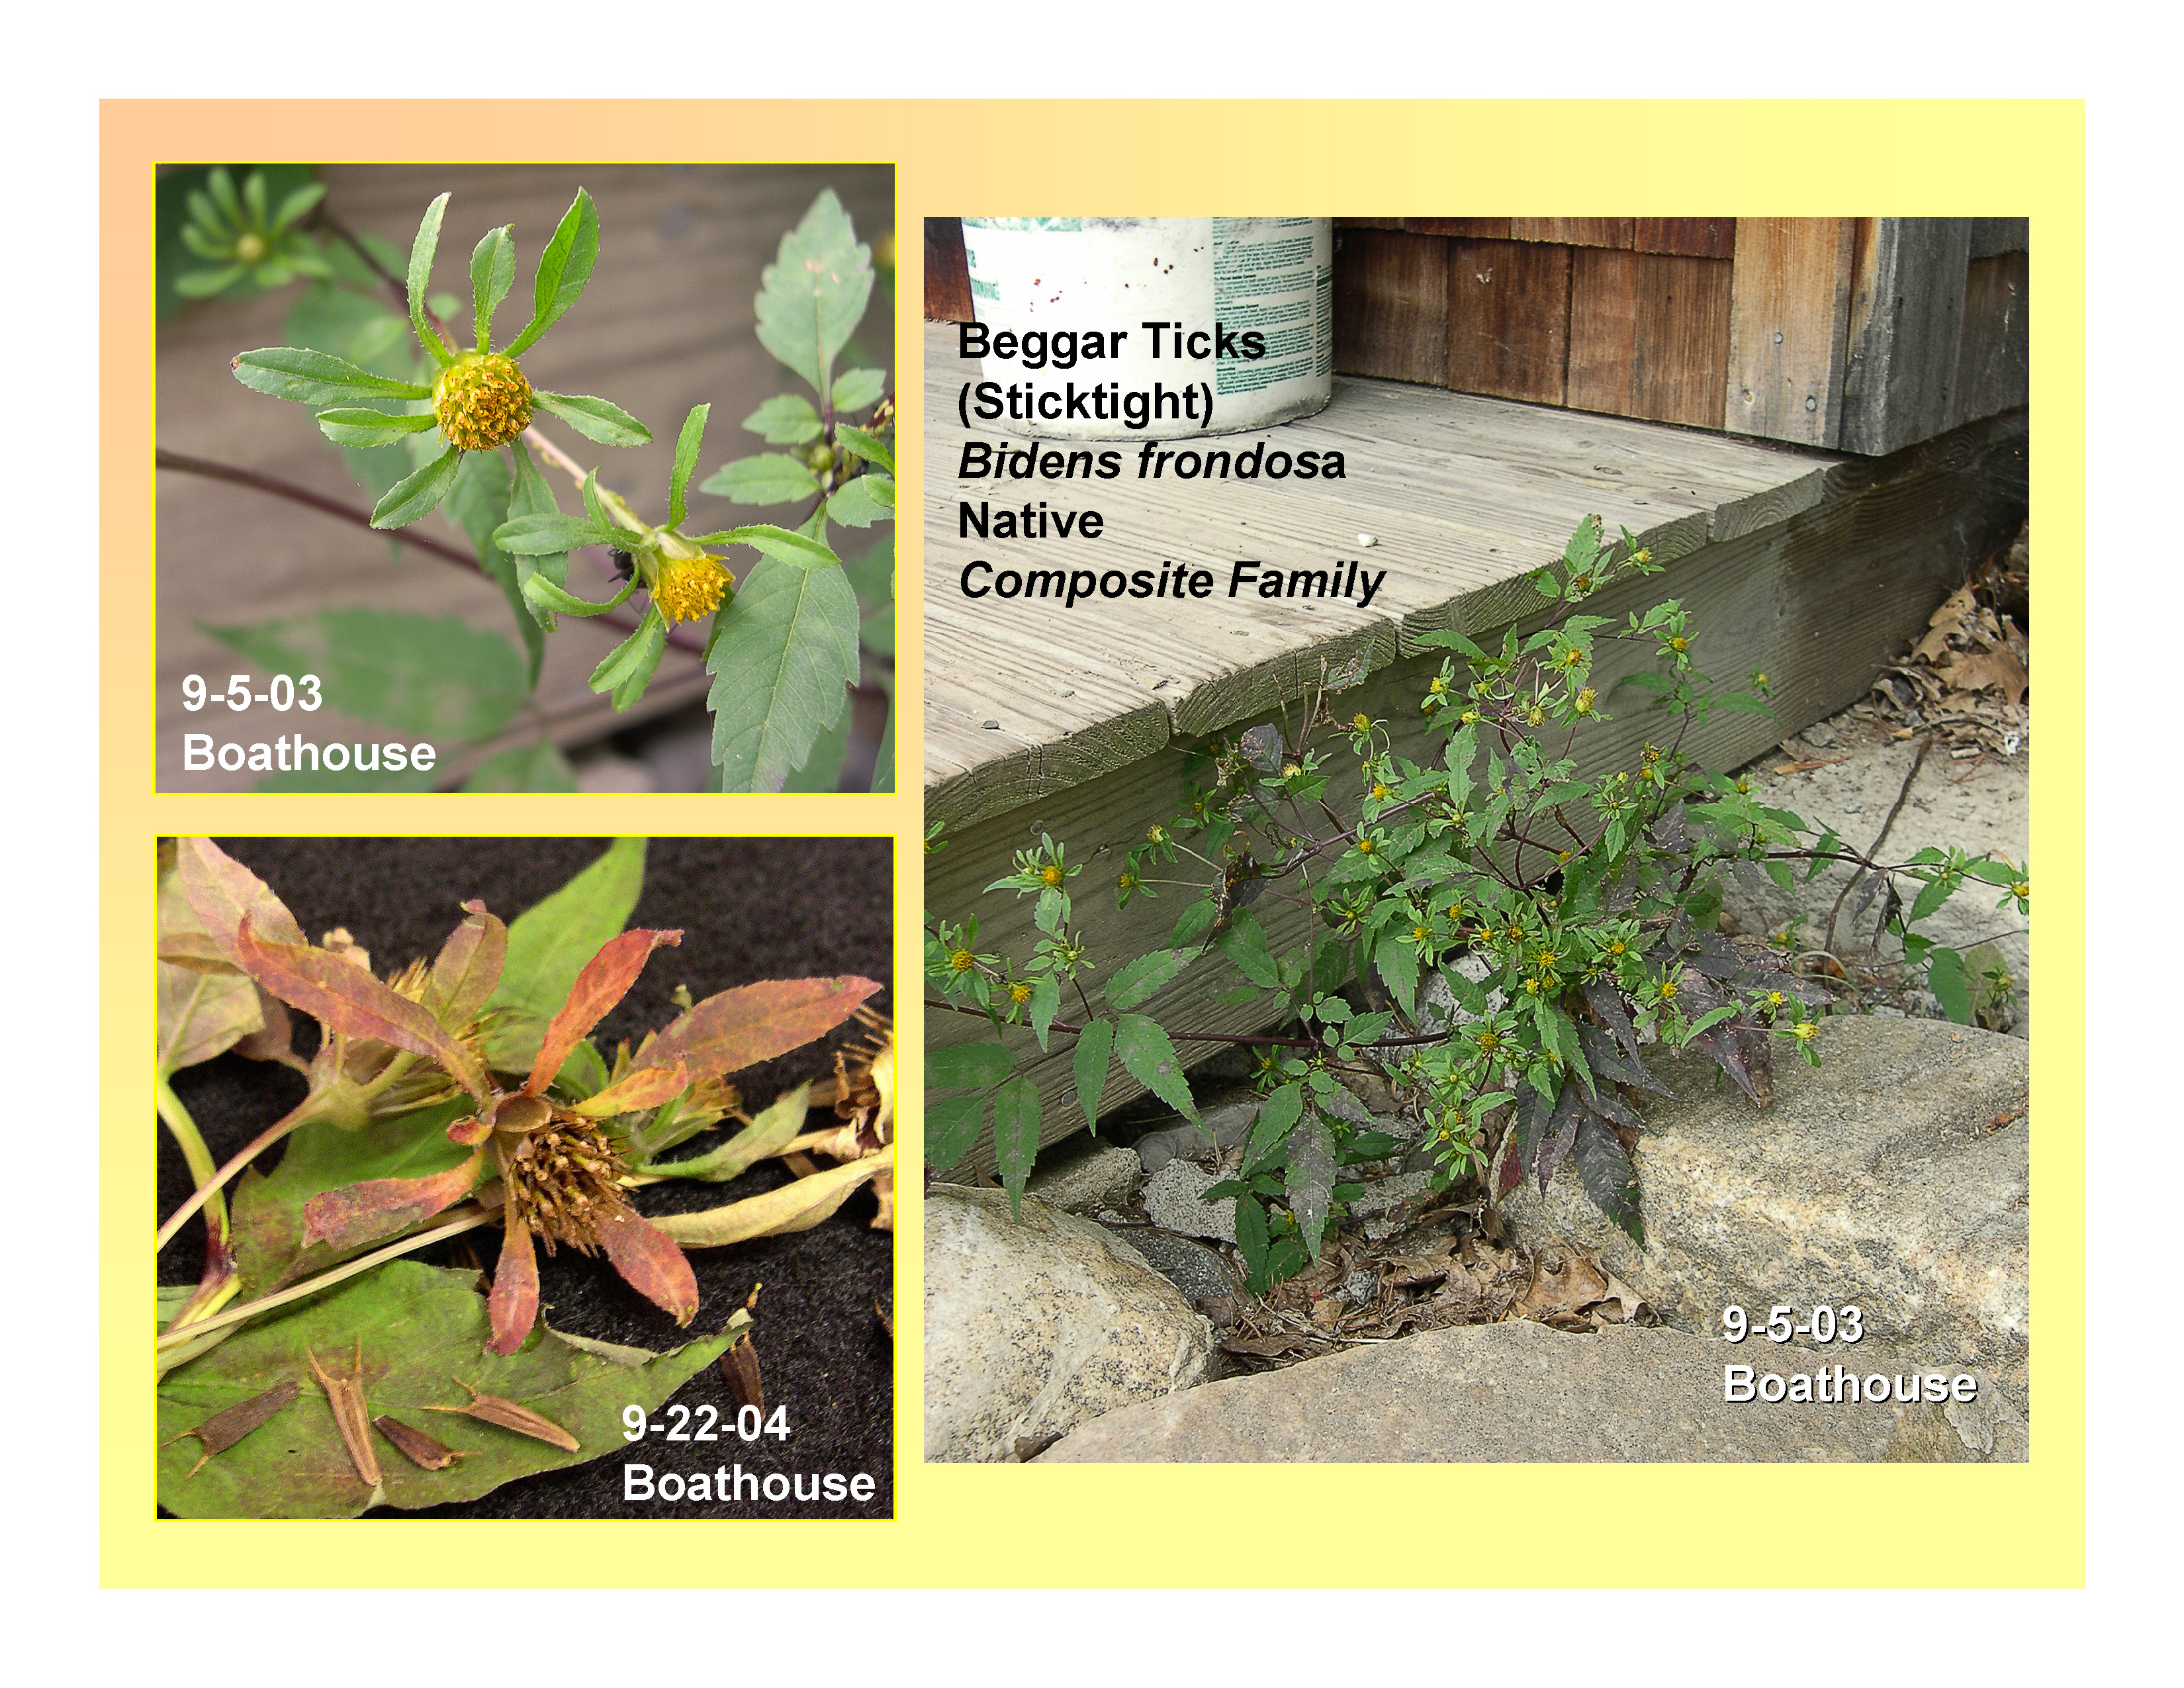 9-5-03
Boathouse
Beggar Ticks
(Sticktight)
Bidens frondosa
Native
Composite Family
9-22-04
Boathouse
9-5-03
Boathouse